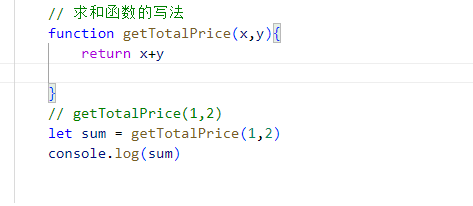 // 求和函数的写法
function getTotalPrice(x,y){
return x+y
}
// getTotalPrice(1,2)
let sum = getTotalPrice(1,2)
console.log(sum)